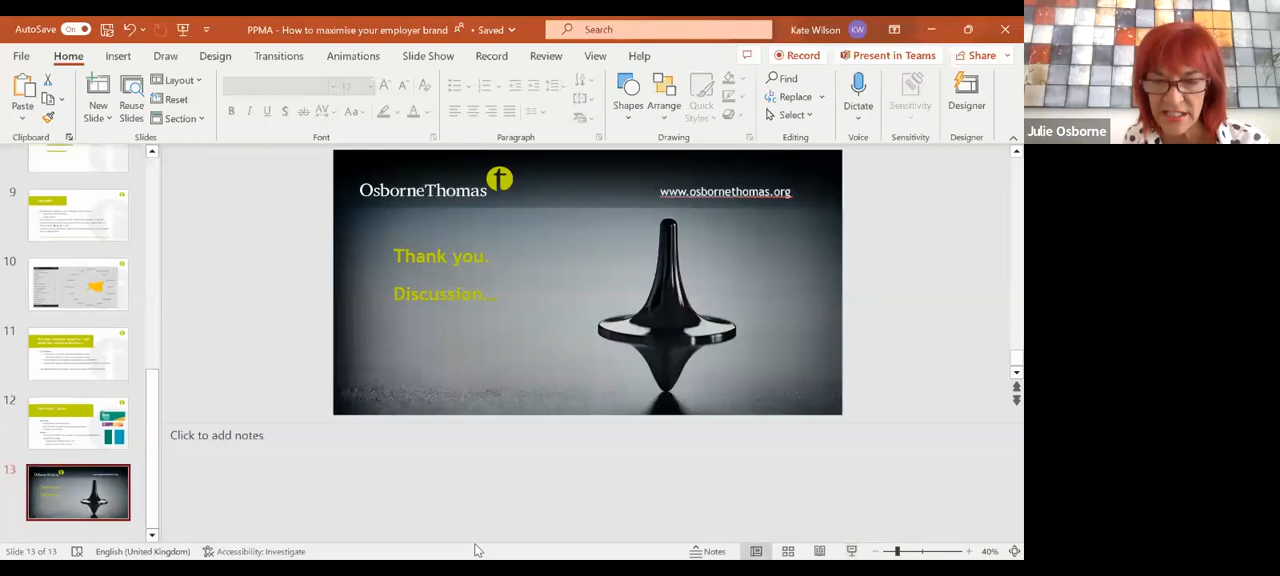 AutoSave On PPMA - How to maximise your employer brand • Saved Search Kate Wilson KW
File Home Insert Draw Design Transitions Animations Slide Show Record Review View Help Record Present in Teams Share
Paste New Slide Reuse Slides Layout Reset Section 12 B I U S AV Aa A Shapes Arrange Quick Styles Find Replace Select Dictate Sensitivity Designer
Clipboard Slides Font Paragraph Drawing Editing Voice Sensitivity Designer
Julie Osborne
OsborneThomas t www.osbornethomas.org
Thank you.
Discussion...
9
10
11
12
13
Click to add notes
Slide 13 of 13 English (United Kingdom) Accessibility: Investigate Notes 40%